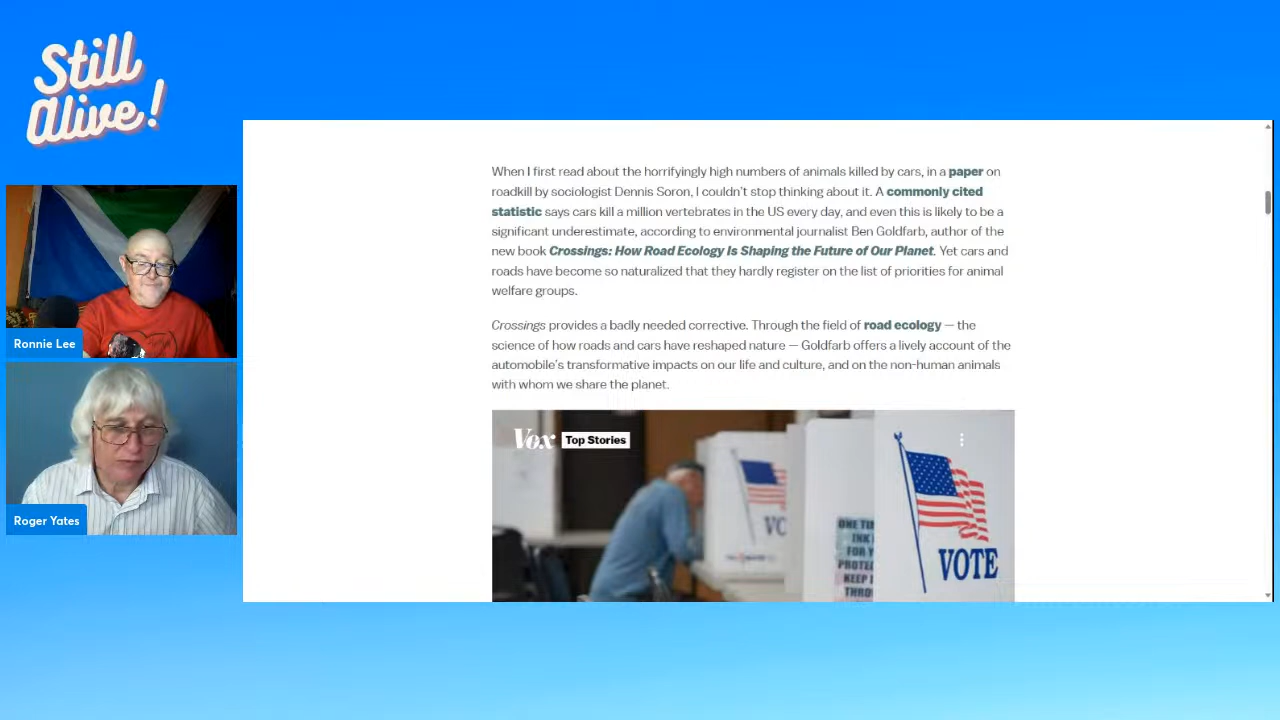 Still
Alive!
Ronnie Lee
Roger Yates
When I first read about the horrifyingly high numbers of animals killed by cars, in a paper on
roadkill by sociologist Dennis Soron, I couldn't stop thinking about it. A commonly cited
statistic says cars kill a million vertebrates in the US every day, and even this is likely to be a
significant underestimate, according to environmental journalist Ben Goldfarb, author of the
new book Crossings: How Road Ecology Is Shaping the Future of Our Planet. Yet cars and
roads have become so naturalized that they hardly register on the list of priorities for animal
welfare groups.
Crossings provides a badly needed corrective. Through the field of road ecology — the
science of how roads and cars have reshaped nature — Goldfarb offers a lively account of the
automobile's transformative impacts on our life and culture, and on the non-human animals
with whom we share the planet.
Vox Top Stories
VOTE